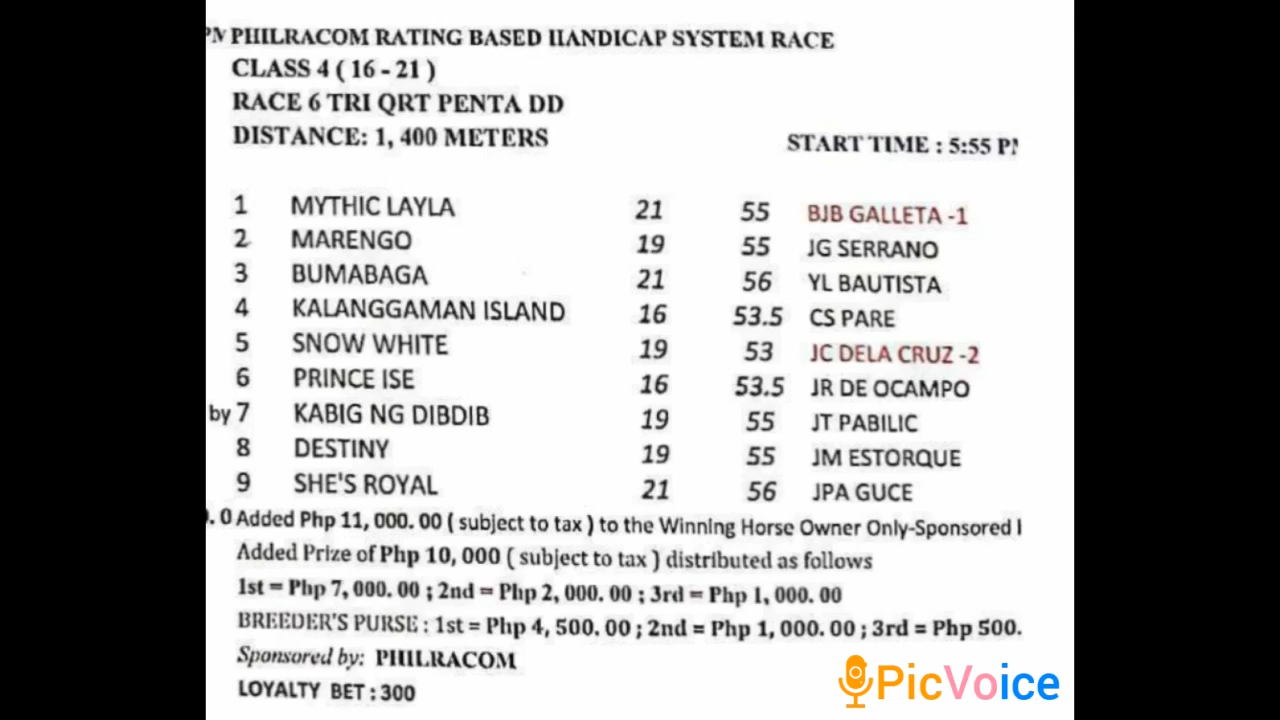 PM PHILRACOM RATING BASED HANDICAP SYSTEM RACE
CLASS 4 ( 16 - 21 )
RACE 6 TRI QRT PENTA DD
DISTANCE: 1, 400 METERS START TIME : 5:55 PM
1 MYTHIC LAYLA 21 55 BJB GALLETA -1
2 MARENGO 19 55 JG SERRANO
3 BUMABAGA 21 56 YL BAUTISTA
4 KALANGGAMAN ISLAND 16 53.5 CS PARE
5 SNOW WHITE 19 53 JC DELA CRUZ -2
6 PRINCE ISE 16 53.5 JR DE OCAMPO
by 7 KABIG NG DIBDIB 19 55 JT PABILIC
8 DESTINY 19 55 JM ESTORQUE
9 SHE'S ROYAL 21 56 JPA GUCE
. 0 Added Php 11, 000. 00 ( subject to tax ) to the Winning Horse Owner Only-Sponsored
Added Prize of Php 10, 000 ( subject to tax ) distributed as follows
1st = Php 7, 000. 00 ; 2nd = Php 2, 000. 00 ; 3rd = Php 1, 000. 00
BREEDER'S PURSE : 1st = Php 4, 500. 00 ; 2nd = Php 1, 000. 00 ; 3rd = Php 500.
Sponsored by: PHILRACOM
LOYALTY BET : 300
PicVoice